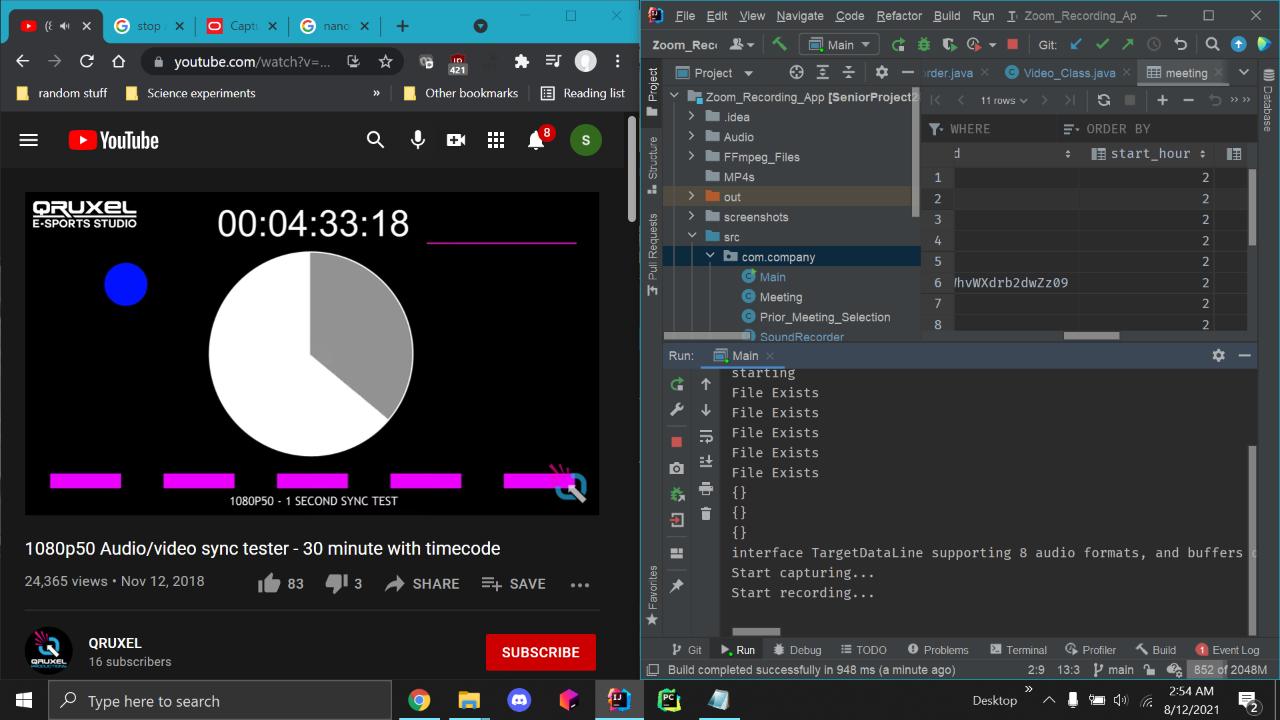 stop
Captu
nano
youtube.com/watch?v=...
421
random stuff
Science experiments
»
Other bookmarks
Reading list
YouTube
8
S
QRUXEL
E-SPORTS STUDIO
00:04:33:18
1080P50 - 1 SECOND SYNC TEST
1080p50 Audio/video sync tester - 30 minute with timecode
24,365 views • Nov 12, 2018
83
3
SHARE
SAVE
QRUXEL
PRODUCTIONS
QRUXEL
16 subscribers
SUBSCRIBE
File Edit View Navigate Code Refactor Build Run Zoom_Recording_Ap
Zoom_Reco
Main
Git:
Project
Structure
Pull Requests
Favorites
Database
Project
Zoom_Recording_App [SeniorProject2
.idea
Audio
FFmpeg_Files
MP4s
out
screenshots
src
com.company
Main
Meeting
Prior_Meeting_Selection
SoundRecorder
rder.java
Video_Class.java
meeting
11 rows
WHERE
ORDER BY
d
start_hour
1 2
2 2
3 2
4 2
5 2
6 WhvWXdrb2dwZz09 2
7 2
8 2
Run: Main
starting
File Exists
File Exists
File Exists
File Exists
File Exists
{}
{}
{}
interface TargetDataLine supporting 8 audio formats, and buffers
Start capturing...
Start recording...
Git
Run
Debug
TODO
Problems
Terminal
Profiler
Build
1 Event Log
Build completed successfully in 948 ms (a minute ago)
2:9
13:3
main
852 of 2048M
Type here to search
Desktop
»
2:54 AM
8/12/2021
2